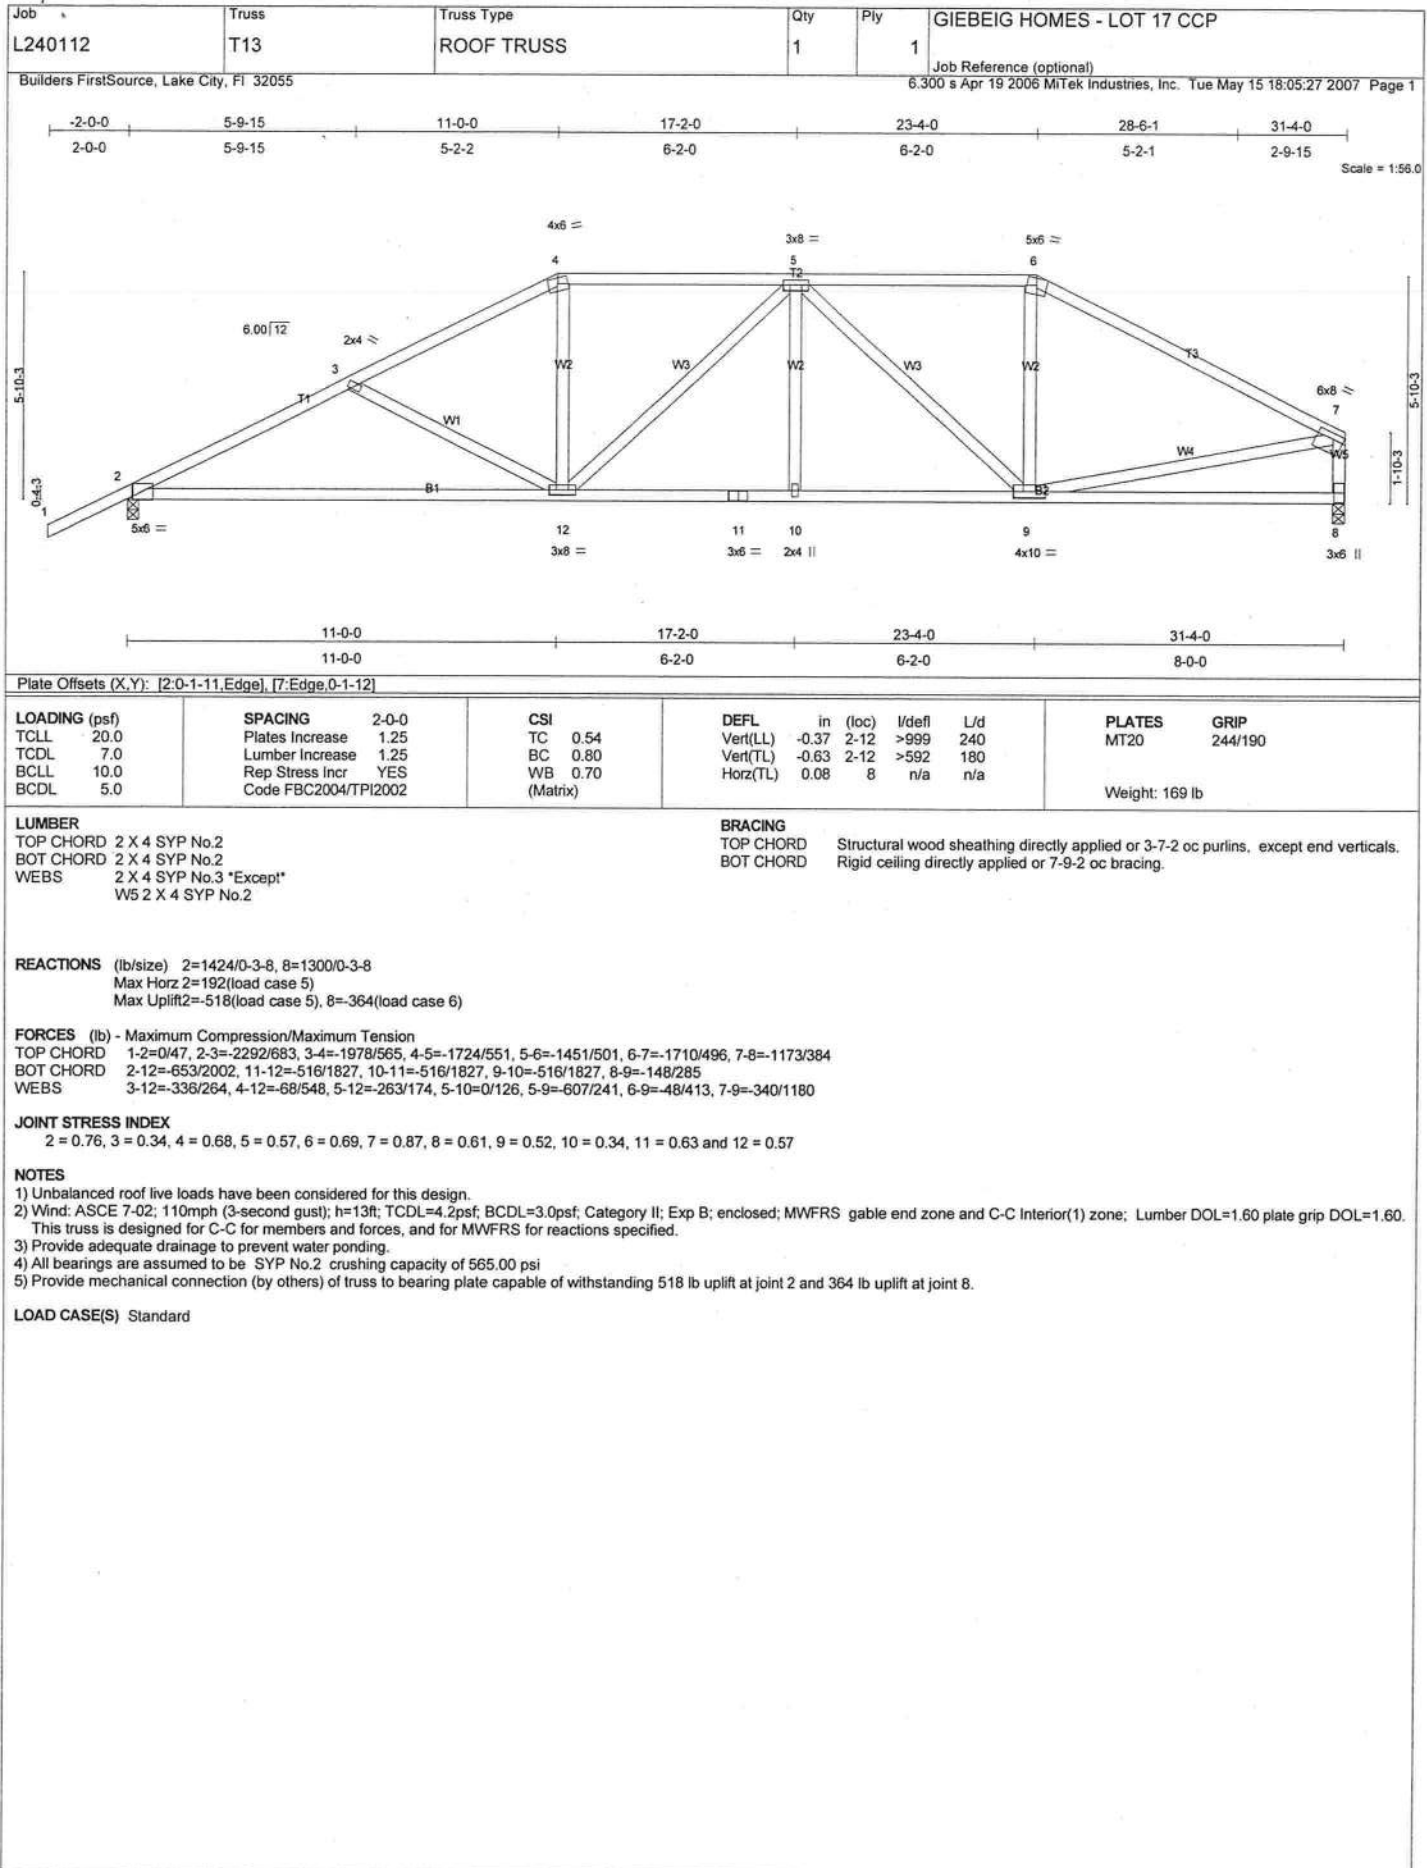 Job Truss Truss Type Qty Ply GIEBEIG HOMES - LOT 17 CCP
L240112 T13 ROOF TRUSS 1 1
Job Reference (optional)
Builders FirstSource, Lake City, Fl 32055 6.300 s Apr 19 2006 MiTek Industries, Inc. Tue May 15 18:05:27 2007 Page 1
-2-0-0 5-9-15 11-0-0 17-2-0 23-4-0 28-6-1 31-4-0
2-0-0 5-9-15 5-2-2 6-2-0 6-2-0 5-2-1 2-9-15
Scale = 1:56.0
4x6 = 3x8 = 5x6 =
4 5 6
T2
6.00 12
2x4
3
W2 W3 W2 W3 W2 T3
5-10-3 5-10-3
T1
6x8
7
W1 W4 W5
1-10-3
2
0-4-3
B1 B2
1
5x6 =
12 11 10 9 8
3x8 = 3x6 = 2x4 || 4x10 = 3x6 ||
11-0-0 17-2-0 23-4-0 31-4-0
11-0-0 6-2-0 6-2-0 8-0-0
Plate Offsets (X,Y): [2:0-1-11,Edge], [7:Edge,0-1-12]
LOADING (psf) SPACING 2-0-0 CSI DEFL in (loc) l/defl L/d PLATES GRIP
TCLL 20.0 Plates Increase 1.25 TC 0.54 Vert(LL) -0.37 2-12 >999 240 MT20 244/190
TCDL 7.0 Lumber Increase 1.25 BC 0.80 Vert(TL) -0.63 2-12 >592 180
BCLL 10.0 Rep Stress Incr YES WB 0.70 Horz(TL) 0.08 8 n/a n/a
BCDL 5.0 Code FBC2004/TPI2002 (Matrix) Weight: 169 lb
LUMBER
TOP CHORD 2 X 4 SYP No.2
BOT CHORD 2 X 4 SYP No.2
WEBS 2 X 4 SYP No.3 *Except*
W5 2 X 4 SYP No.2
BRACING
TOP CHORD Structural wood sheathing directly applied or 3-7-2 oc purlins, except end verticals.
BOT CHORD Rigid ceiling directly applied or 7-9-2 oc bracing.
REACTIONS (lb/size) 2=1424/0-3-8, 8=1300/0-3-8
Max Horz 2=192(load case 5)
Max Uplift2=-518(load case 5), 8=-364(load case 6)
FORCES (lb) - Maximum Compression/Maximum Tension
TOP CHORD 1-2=0/47, 2-3=-2292/683, 3-4=-1978/565, 4-5=-1724/551, 5-6=-1451/501, 6-7=-1710/496, 7-8=-1173/384
BOT CHORD 2-12=-653/2002, 11-12=-516/1827, 10-11=-516/1827, 9-10=-516/1827, 8-9=-148/285
WEBS 3-12=-336/264, 4-12=-68/548, 5-12=-263/174, 5-10=0/126, 5-9=-607/241, 6-9=-48/413, 7-9=-340/1180
JOINT STRESS INDEX
2 = 0.76, 3 = 0.34, 4 = 0.68, 5 = 0.57, 6 = 0.69, 7 = 0.87, 8 = 0.61, 9 = 0.52, 10 = 0.34, 11 = 0.63 and 12 = 0.57
NOTES
1) Unbalanced roof live loads have been considered for this design.
2) Wind: ASCE 7-02; 110mph (3-second gust); h=13ft; TCDL=4.2psf; BCDL=3.0psf; Category II; Exp B; enclosed; MWFRS gable end zone and C-C Interior(1) zone; Lumber DOL=1.60 plate grip DOL=1.60.
This truss is designed for C-C for members and forces, and for MWFRS for reactions specified.
3) Provide adequate drainage to prevent water ponding.
4) All bearings are assumed to be SYP No.2 crushing capacity of 565.00 psi
5) Provide mechanical connection (by others) of truss to bearing plate capable of withstanding 518 lb uplift at joint 2 and 364 lb uplift at joint 8.
LOAD CASE(S) Standard